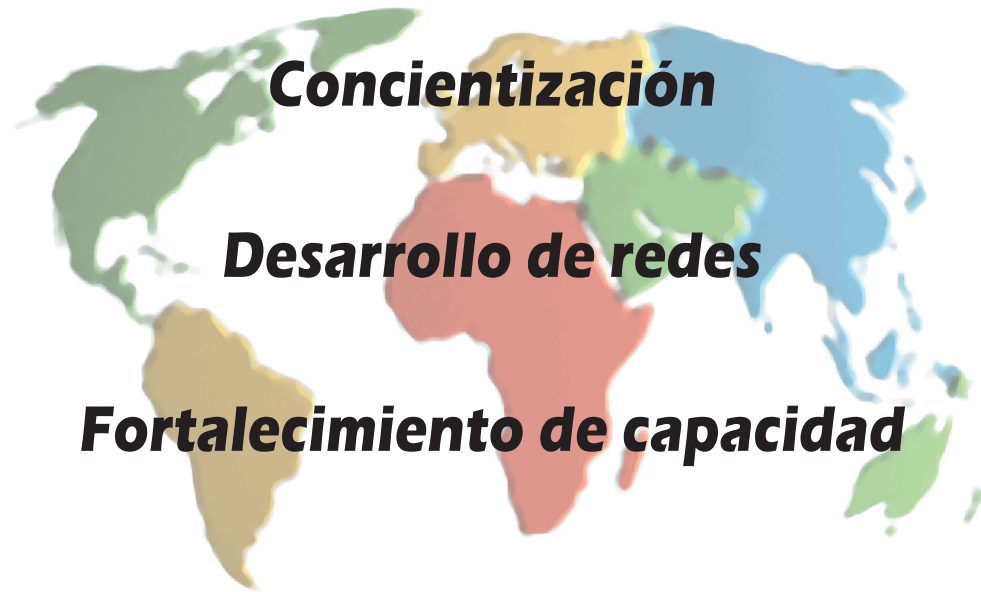 Concientización
Desarrollo de redes
Fortalecimiento de capacidad